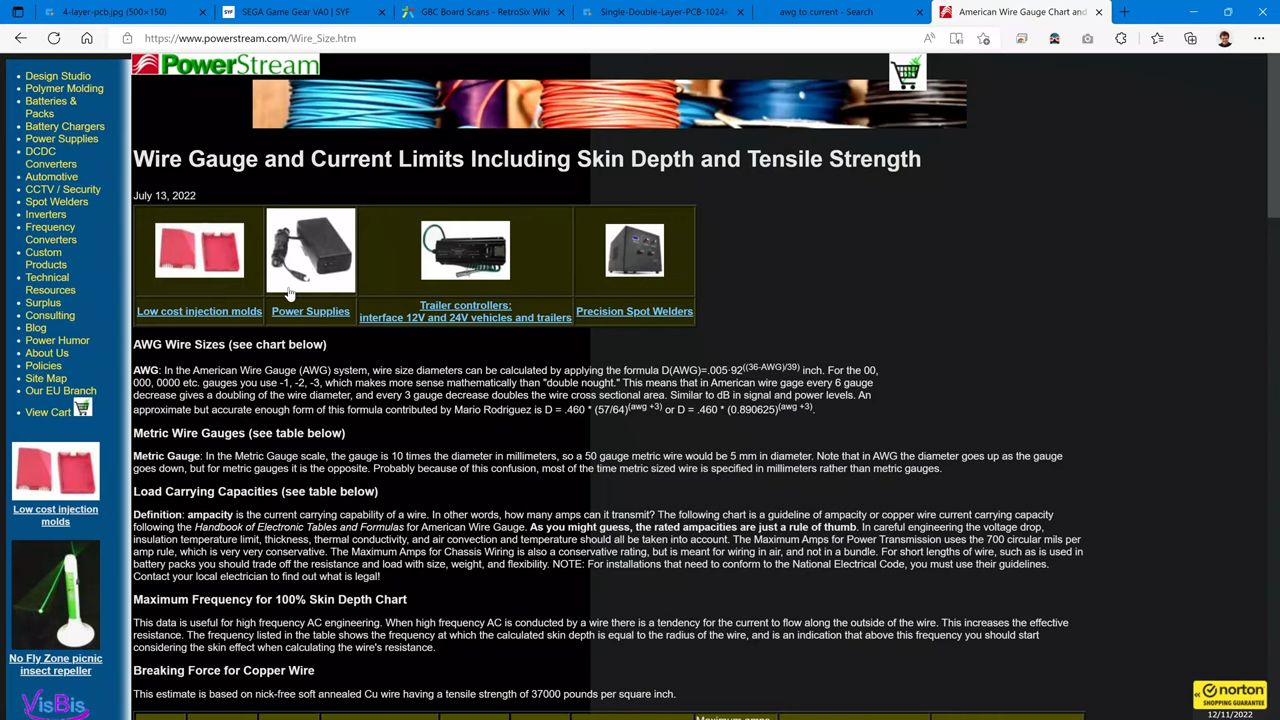 4-layer-pcb.jpg (500×150)
SYF SEGA Game Gear VA0 | SYF
GBC Board Scans - RetroSix Wiki
Single-Double-Layer-PCB-1024x
awg to current - Search
American Wire Gauge Chart and
https://www.powerstream.com/Wire_Size.htm
PowerStream
Design Studio
Polymer Molding
Batteries &
Packs
Battery Chargers
Power Supplies
DCDC
Converters
Automotive
CCTV / Security
Spot Welders
Inverters
Frequency
Converters
Custom
Products
Technical
Resources
Surplus
Consulting
Blog
Power Humor
About Us
Policies
Site Map
Our EU Branch
View Cart
Low cost injection
molds
No Fly Zone picnic
insect repeller
VisBis
Wire Gauge and Current Limits Including Skin Depth and Tensile Strength
July 13, 2022
Low cost injection molds
Power Supplies
Trailer controllers:
interface 12V and 24V vehicles and trailers
Precision Spot Welders
AWG Wire Sizes (see chart below)
AWG: In the American Wire Gauge (AWG) system, wire size diameters can be calculated by applying the formula D(AWG)=.005·92((36-AWG)/39) inch. For the 00,
000, 0000 etc. gauges you use -1, -2, -3, which makes more sense mathematically than "double nought." This means that in American wire gage every 6 gauge
decrease gives a doubling of the wire diameter, and every 3 gauge decrease doubles the wire cross sectional area. Similar to dB in signal and power levels. An
approximate but accurate enough form of this formula contributed by Mario Rodriguez is D = .460 * (57/64)(awg +3) or D = .460 * (0.890625)(awg +3).
Metric Wire Gauges (see table below)
Metric Gauge: In the Metric Gauge scale, the gauge is 10 times the diameter in millimeters, so a 50 gauge metric wire would be 5 mm in diameter. Note that in AWG the diameter goes up as the gauge
goes down, but for metric gauges it is the opposite. Probably because of this confusion, most of the time metric sized wire is specified in millimeters rather than metric gauges.
Load Carrying Capacities (see table below)
Definition: ampacity is the current carrying capability of a wire. In other words, how many amps can it transmit? The following chart is a guideline of ampacity or copper wire current carrying capacity
following the Handbook of Electronic Tables and Formulas for American Wire Gauge. As you might guess, the rated ampacities are just a rule of thumb. In careful engineering the voltage drop,
insulation temperature limit, thickness, thermal conductivity, and air convection and temperature should all be taken into account. The Maximum Amps for Power Transmission uses the 700 circular mils per
amp rule, which is very very conservative. The Maximum Amps for Chassis Wiring is also a conservative rating, but is meant for wiring in air, and not in a bundle. For short lengths of wire, such as is used in
battery packs you should trade off the resistance and load with size, weight, and flexibility. NOTE: For installations that need to conform to the National Electrical Code, you must use their guidelines.
Contact your local electrician to find out what is legal!
Maximum Frequency for 100% Skin Depth Chart
This data is useful for high frequency AC engineering. When high frequency AC is conducted by a wire there is a tendency for the current to flow along the outside of the wire. This increases the effective
resistance. The frequency listed in the table shows the frequency at which the calculated skin depth is equal to the radius of the wire, and is an indication that above this frequency you should start
considering the skin effect when calculating the wire's resistance.
Breaking Force for Copper Wire
This estimate is based on nick-free soft annealed Cu wire having a tensile strength of 37000 pounds per square inch.
Maximum amps
norton
SHOPPING GUARANTEE
12/11/2022